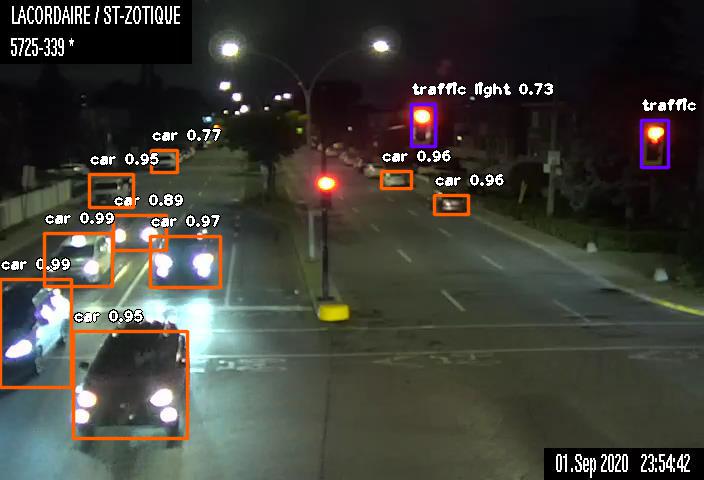 LACORDAIRE / ST-ZOTIQUE
5725-339 *
traffic light 0.73
traffic
car 0.77
car 0.95
car 0.96
car 0.96
car 0.89
car 0.99
car 0.97
car 0.99
car 0.95
01.Sep 2020 23:54:42